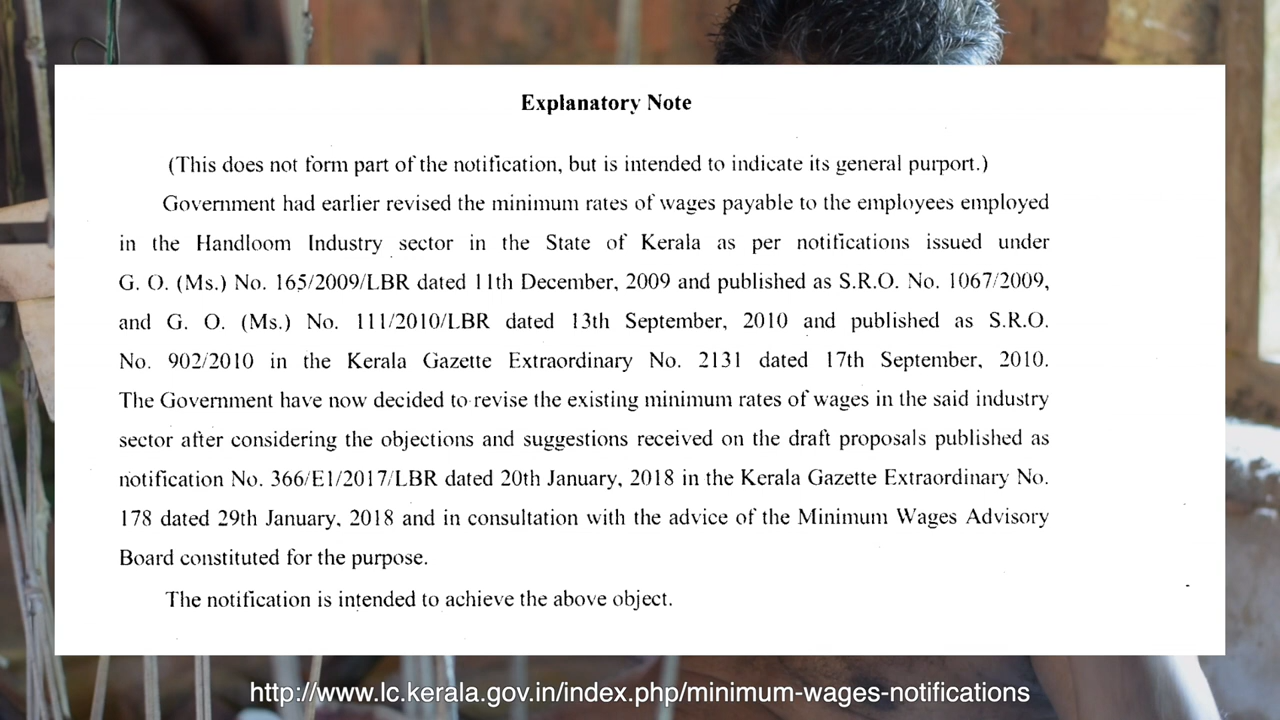 Explanatory Note
(This does not form part of the notification, but is intended to indicate its general purport.)
Government had earlier revised the minimum rates of wages payable to the employees employed
in the Handloom Industry sector in the State of Kerala as per notifications issued under
G. O. (Ms.) No. 165/2009/LBR dated 11th December, 2009 and published as S.R.O. No. 1067/2009,
and G. O. (Ms.) No. 111/2010/LBR dated 13th September, 2010 and published as S.R.O.
No. 902/2010 in the Kerala Gazette Extraordinary No. 2131 dated 17th September, 2010.
The Government have now decided to revise the existing minimum rates of wages in the said industry
sector after considering the objections and suggestions received on the draft proposals published as
notification No. 366/E1/2017/LBR dated 20th January, 2018 in the Kerala Gazette Extraordinary No.
178 dated 29th January, 2018 and in consultation with the advice of the Minimum Wages Advisory
Board constituted for the purpose.
The notification is intended to achieve the above object.
http://www.lc.kerala.gov.in/index.php/minimum-wages-notifications